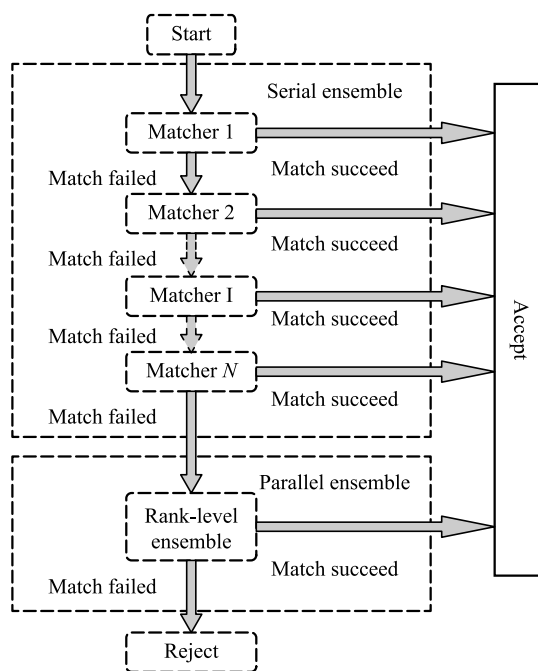 Start
Serial ensemble
Matcher 1
Match failed
Match succeed
Matcher 2
Match failed
Match succeed
Matcher I
Match failed
Match succeed
Matcher N
Match failed
Match succeed
Accept
Parallel ensemble
Rank-level
ensemble
Match failed
Match succeed
Reject